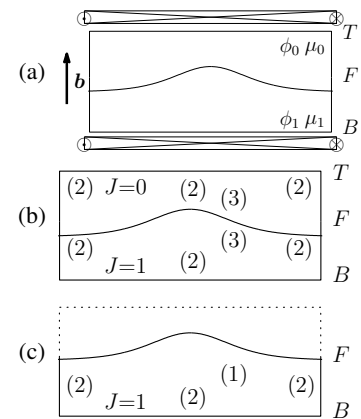 T
ϕ₀ μ₀
(a) b F
ϕ₁ μ₁
B
(2) J=0 (2) (3) (2) T
(b) (2) (3) (2) F
J=1 (2) B
(c) F
(2) J=1 (2) (1) (2)
B